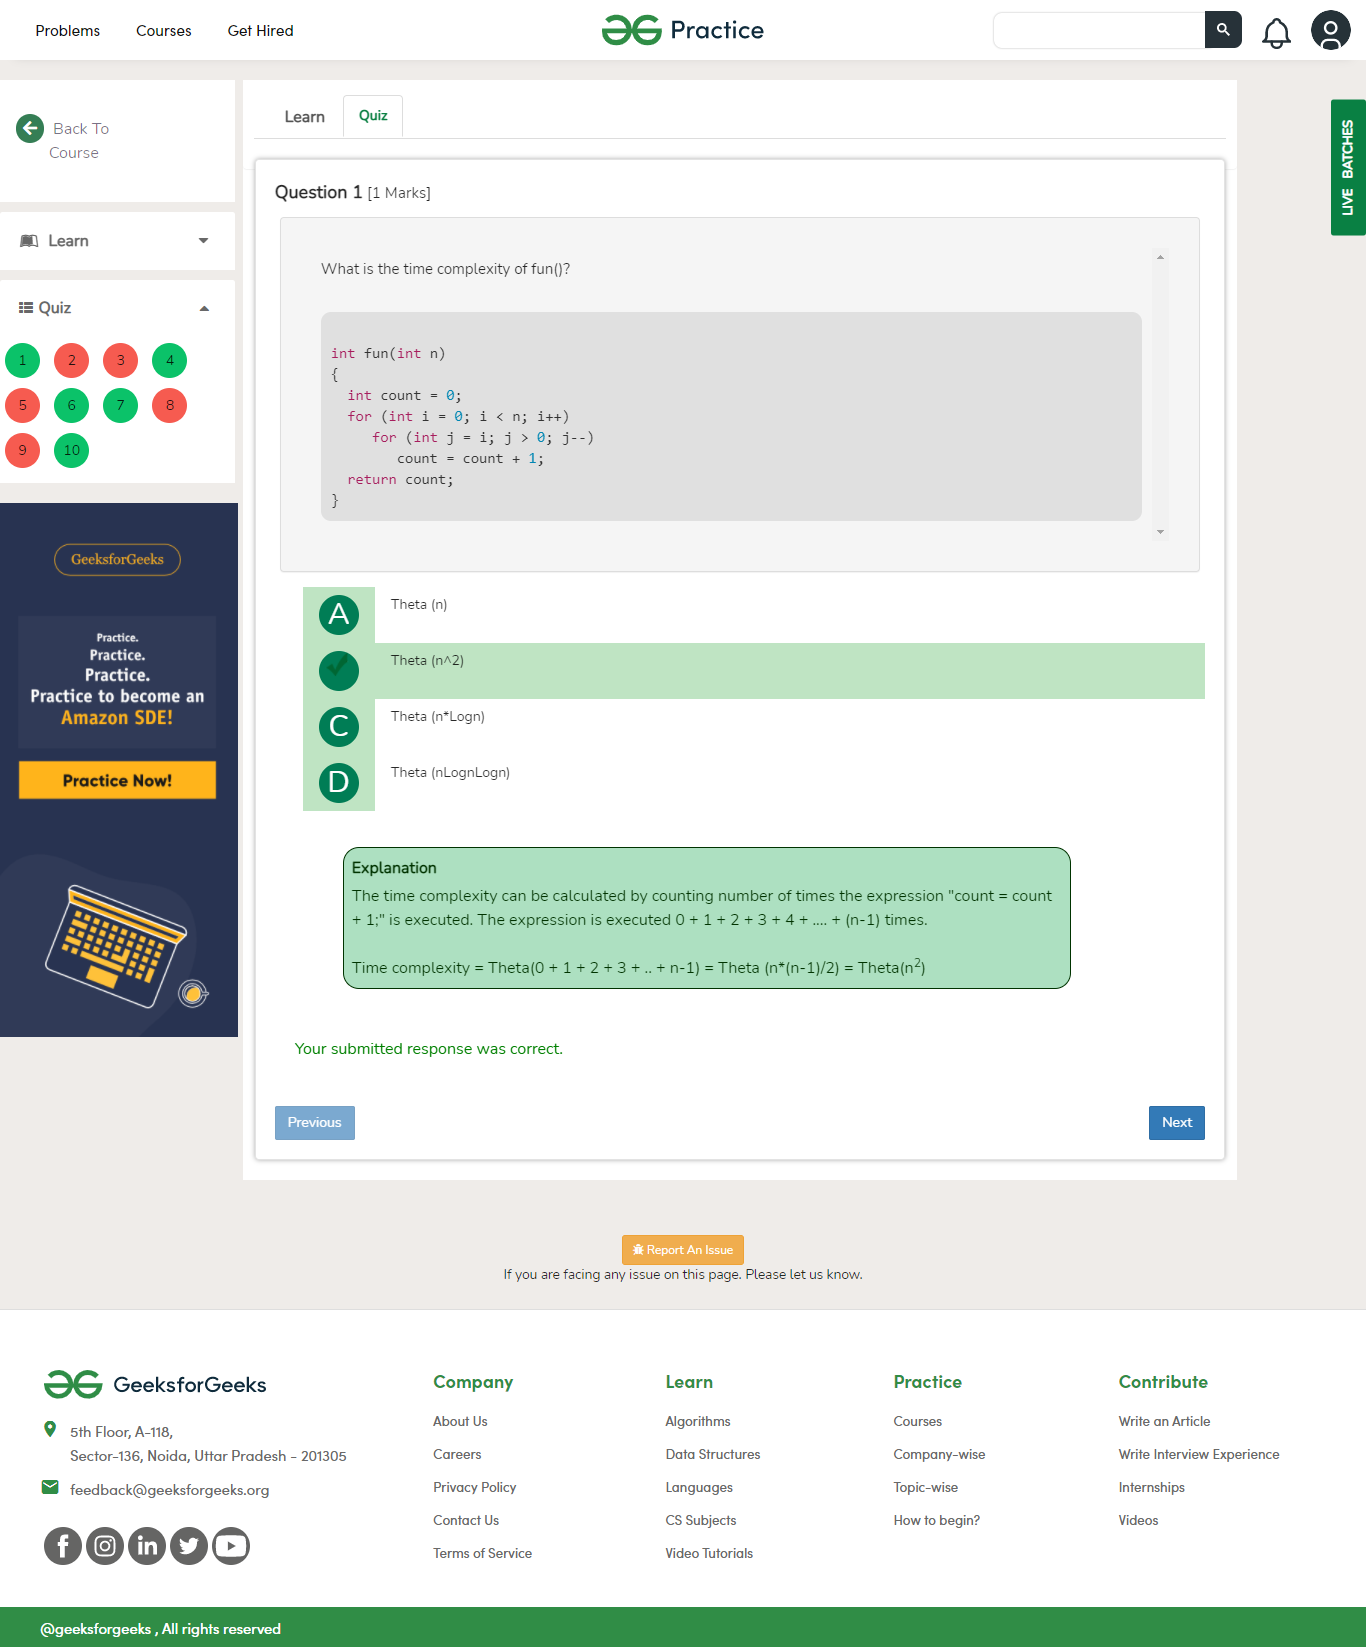 Problems Courses Get Hired
Practice
Back To
Course
Learn
Quiz
1 2 3 4
5 6 7 8
9 10
GeeksforGeeks
Practice.
Practice.
Practice.
Practice to become an
Amazon SDE!
Practice Now!
Learn Quiz
Question 1 [1 Marks]
What is the time complexity of fun()?
int fun(int n)
{
int count = 0;
for (int i = 0; i < n; i++)
for (int j = i; j > 0; j--)
count = count + 1;
return count;
}
A Theta (n)
Theta (n^2)
C Theta (n*Logn)
D Theta (nLognLogn)
Explanation
The time complexity can be calculated by counting number of times the expression "count = count
+ 1;" is executed. The expression is executed 0 + 1 + 2 + 3 + 4 + .... + (n-1) times.
Time complexity = Theta(0 + 1 + 2 + 3 + .. + n-1) = Theta (n*(n-1)/2) = Theta(n²)
Your submitted response was correct.
Previous Next
LIVE BATCHES
Report An Issue
If you are facing any issue on this page. Please let us know.
GeeksforGeeks
5th Floor, A-118,
Sector-136, Noida, Uttar Pradesh - 201305
feedback@geeksforgeeks.org
Company
About Us
Careers
Privacy Policy
Contact Us
Terms of Service
Learn
Algorithms
Data Structures
Languages
CS Subjects
Video Tutorials
Practice
Courses
Company-wise
Topic-wise
How to begin?
Contribute
Write an Article
Write Interview Experience
Internships
Videos
@geeksforgeeks , All rights reserved